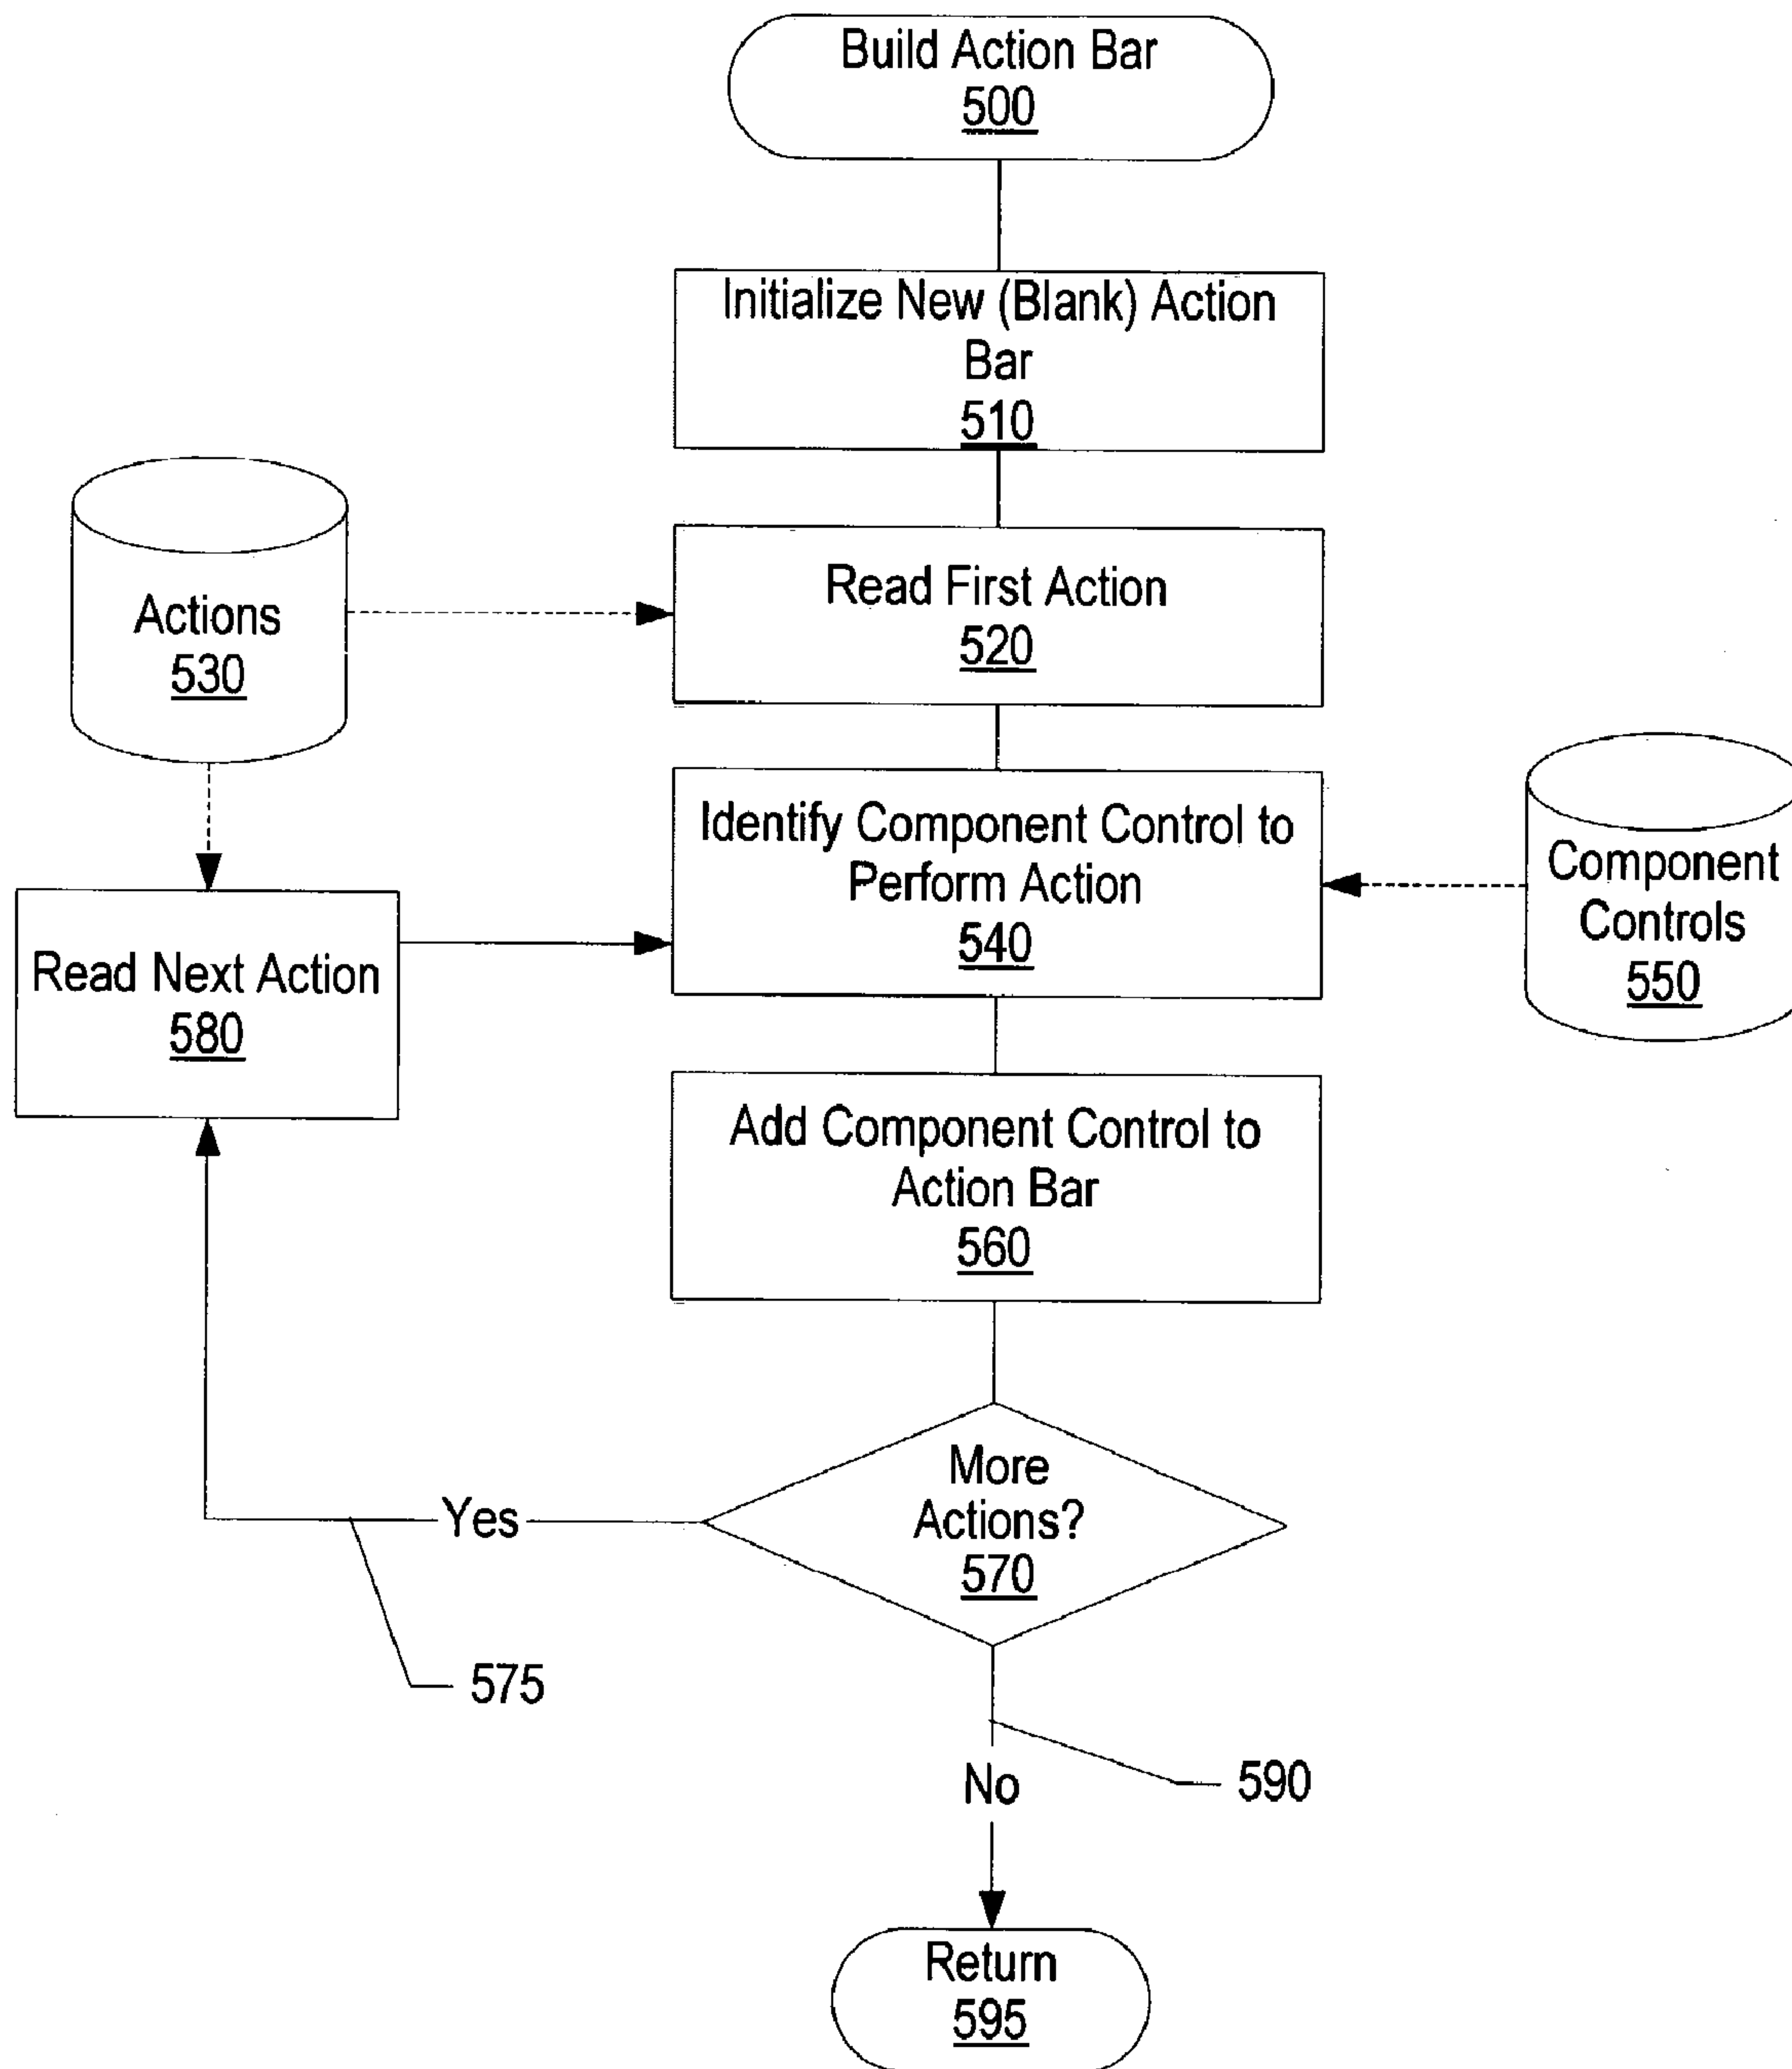 Build Action Bar
500
Initialize New (Blank) Action
Bar
510
Actions
530
Read First Action
520
Identify Component Control to
Perform Action
540
Component
Controls
550
Read Next Action
580
Add Component Control to
Action Bar
560
More
Actions?
570
Yes
575
590
No
Return
595